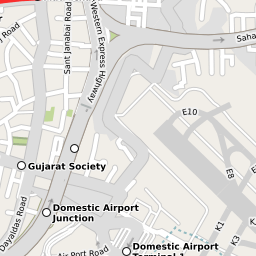 j Road
Sant Janabai Road
Western Express Highway
Saha
E10
E8
K1
K3
Gujarat Society
Domestic Airport
Junction
Dayaldas Road
Air Port Road
Domestic Airport
Terminal 1